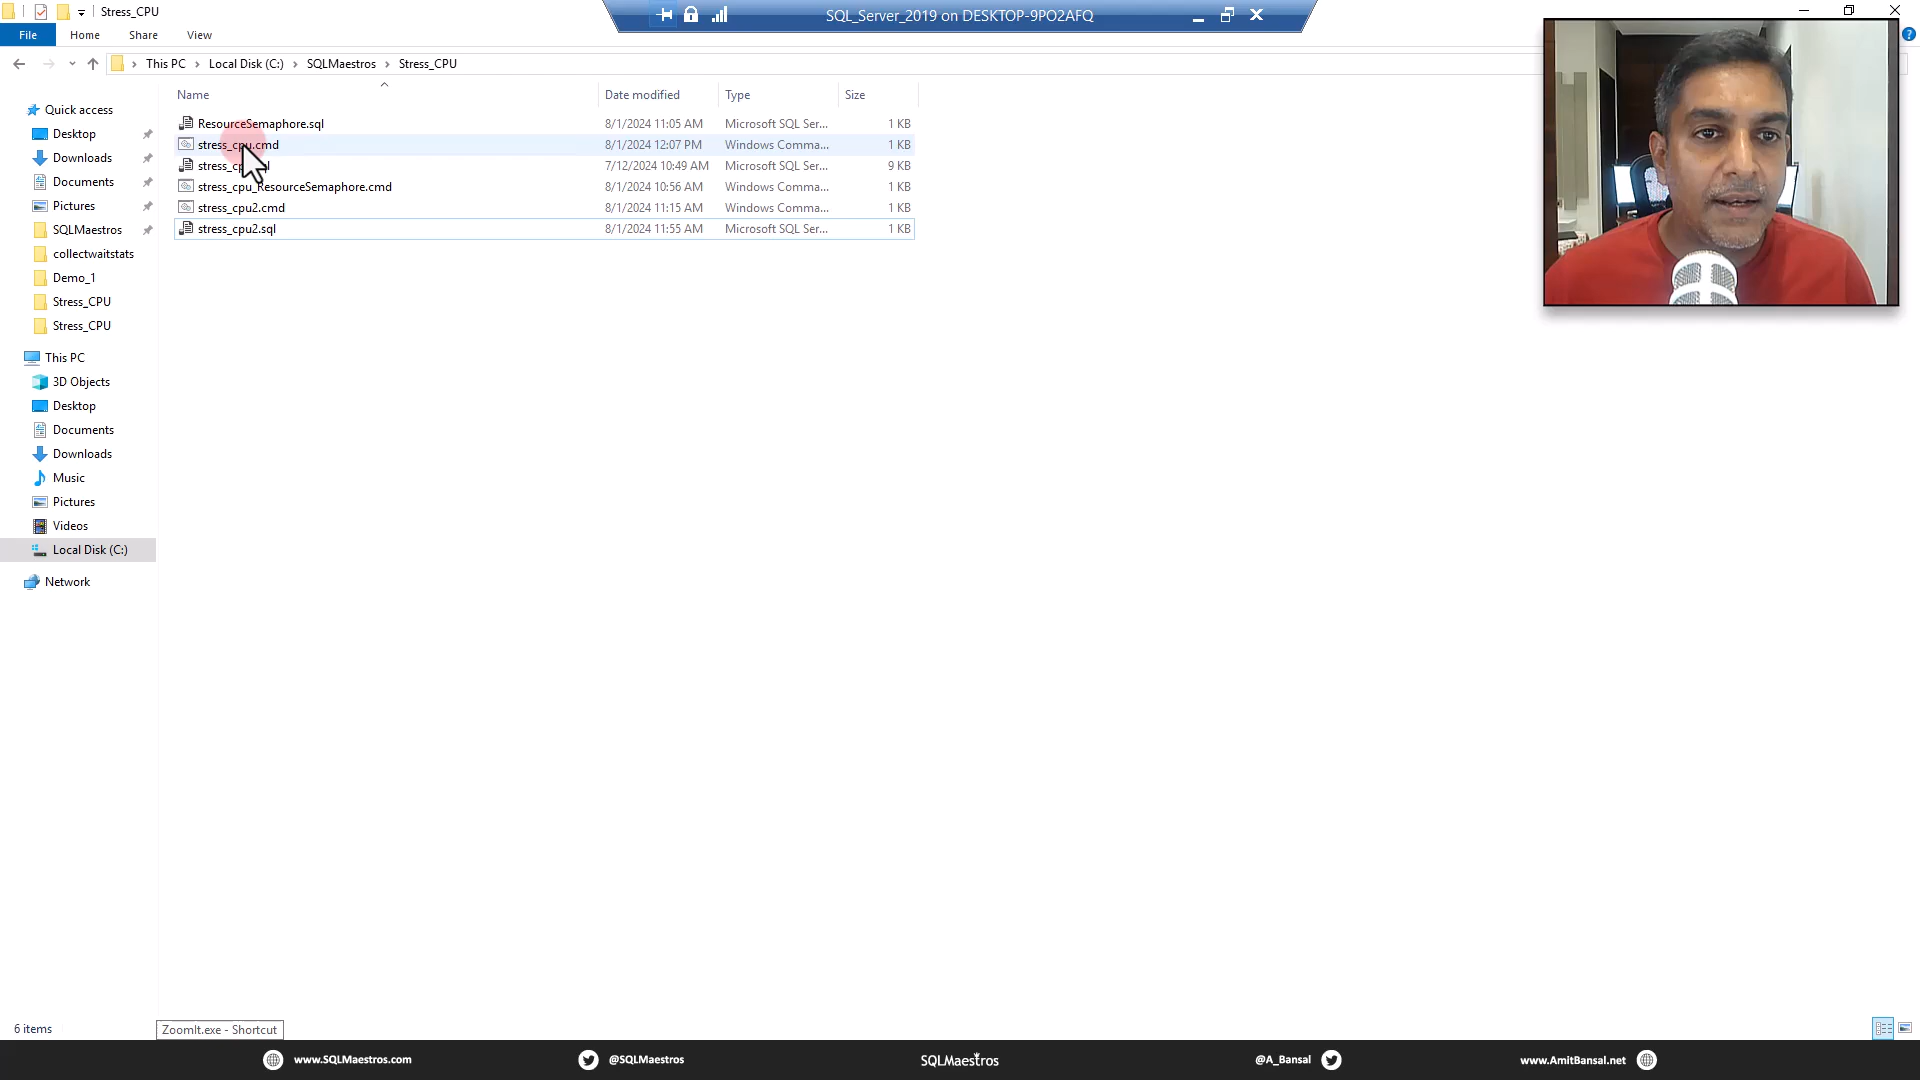 Stress_CPU
SQL_Server_2019 on DESKTOP-9PO2AFQ
File Home Share View
This PC Local Disk (C:) SQLMaestros Stress_CPU
Name Date modified Type Size
ResourceSemaphore.sql 8/1/2024 11:05 AM Microsoft SQL Ser... 1 KB
stress_cpu.cmd 8/1/2024 12:07 PM Windows Comma... 1 KB
7/12/2024 10:49 AM Microsoft SQL Ser... 9 KB
stress_cpu_ResourceSemaphore.cmd 8/1/2024 10:56 AM Windows Comma... 1 KB
stress_cpu2.cmd 8/1/2024 11:15 AM Windows Comma... 1 KB
stress_cpu2.sql 8/1/2024 11:55 AM Microsoft SQL Ser... 1 KB
Quick access
Desktop
Downloads
Documents
Pictures
SQLMaestros
collectwaitstats
Demo_1
Stress_CPU
Stress_CPU
This PC
3D Objects
Desktop
Documents
Downloads
Music
Pictures
Videos
Local Disk (C:)
Network
6 items
ZoomIt.exe - Shortcut
www.SQLMaestros.com @SQLMaestros SQLMaestros @A_Bansal www.AmitBansal.net